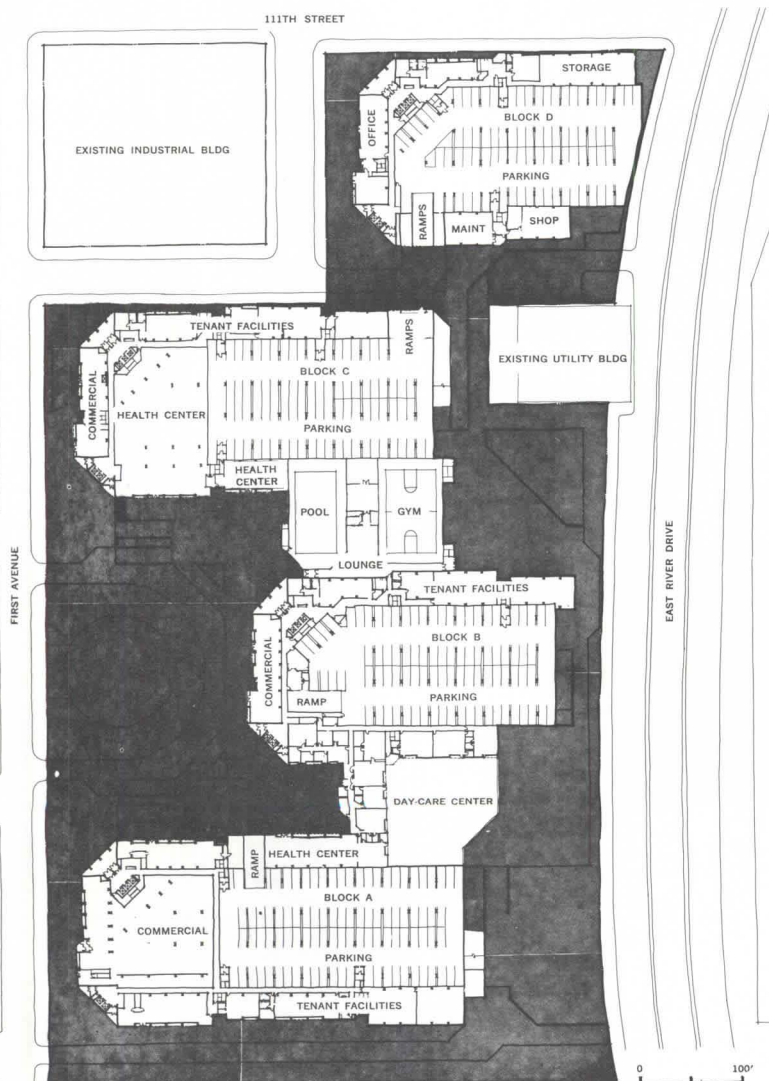 111TH STREET
EXISTING INDUSTRIAL BLDG
STORAGE
OFFICE
BLOCK D
PARKING
RAMPS
MAINT
SHOP
TENANT FACILITIES
RAMPS
EXISTING UTILITY BLDG
COMMERCIAL
BLOCK C
HEALTH CENTER
PARKING
HEALTH
CENTER
POOL
GYM
LOUNGE
FIRST AVENUE
EAST RIVER DRIVE
TENANT FACILITIES
COMMERCIAL
BLOCK B
PARKING
RAMP
DAY-CARE CENTER
RAMP
HEALTH CENTER
BLOCK A
COMMERCIAL
PARKING
TENANT FACILITIES
0 100'